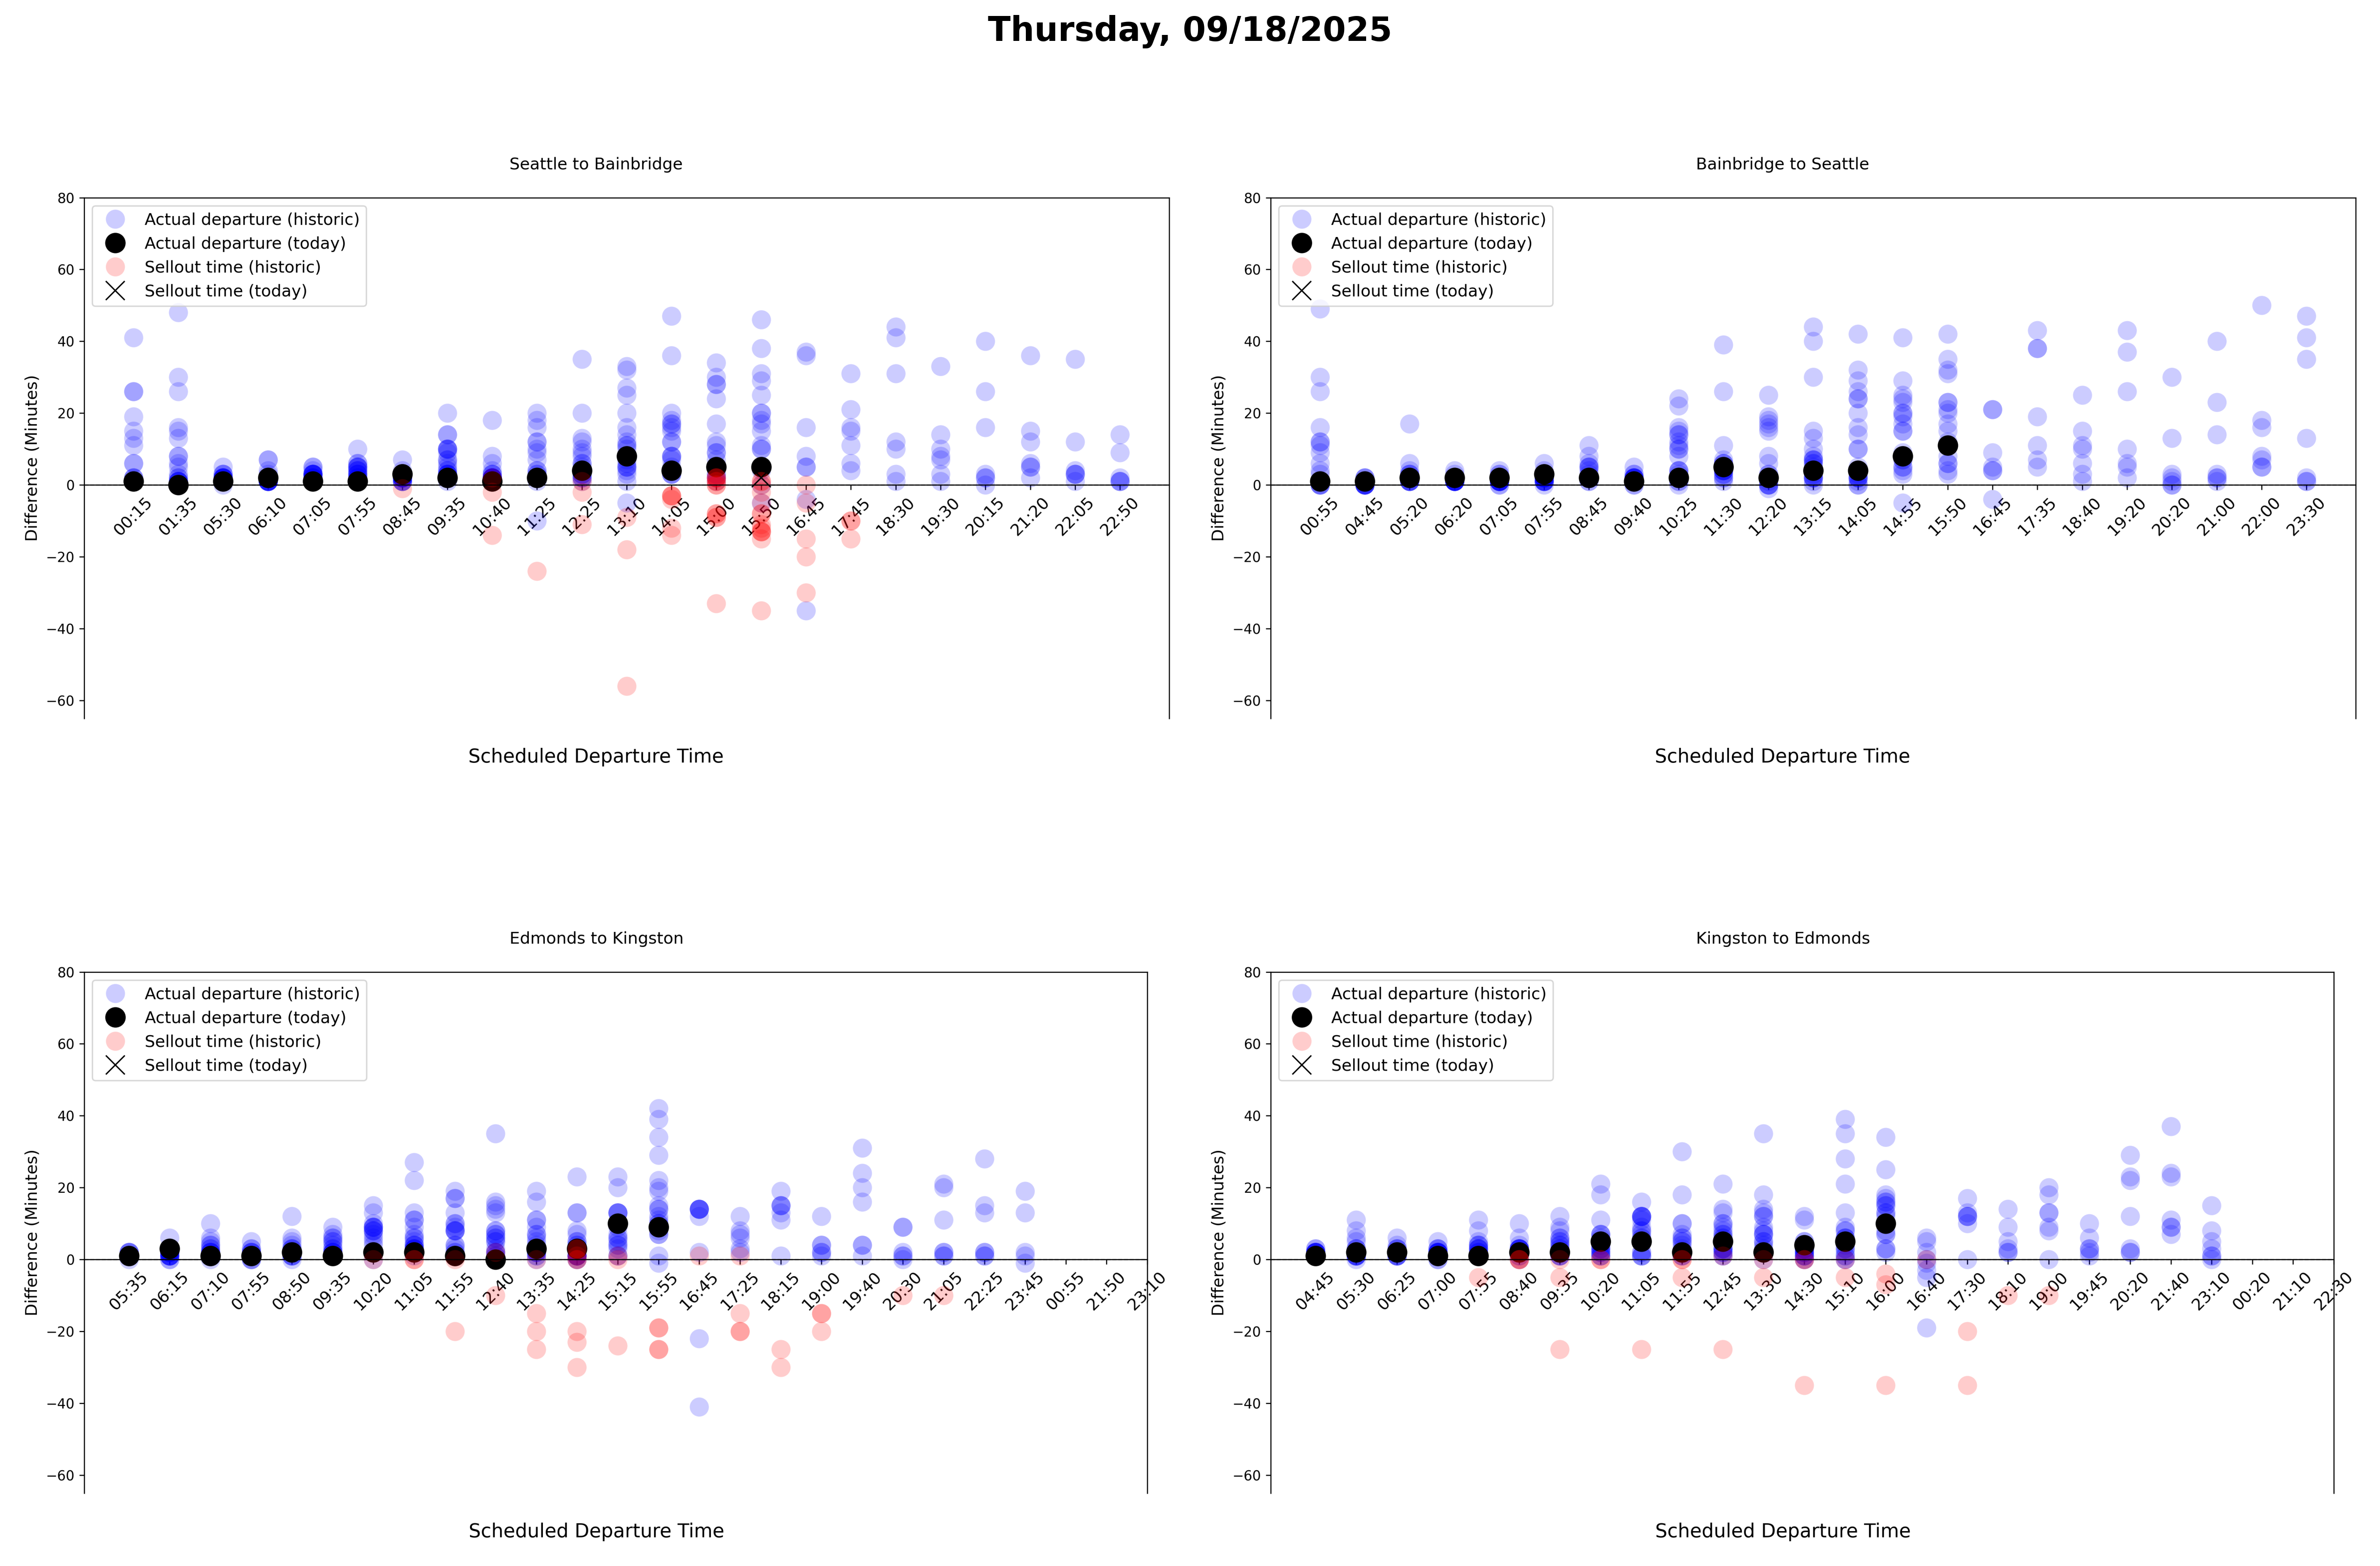 Thursday, 09/18/2025
Seattle to Bainbridge
Difference (Minutes)
80
60
40
20
0
−20
−40
−60
Actual departure (historic)
Actual departure (today)
Sellout time (historic)
Sellout time (today)
00:15 01:35 05:30 06:10 07:05 07:55 08:45 09:35 10:40 11:25 12:25 13:10 14:05 15:00 15:50 16:45 17:45 18:30 19:30 20:15 21:20 22:05 22:50
Scheduled Departure Time
Bainbridge to Seattle
Difference (Minutes)
80
60
40
20
0
−20
−40
−60
Actual departure (historic)
Actual departure (today)
Sellout time (historic)
Sellout time (today)
00:55 04:45 05:20 06:20 07:05 07:55 08:45 09:40 10:25 11:30 12:20 13:15 14:05 14:55 15:50 16:45 17:35 18:40 19:20 20:20 21:00 22:00 23:30
Scheduled Departure Time
Edmonds to Kingston
Difference (Minutes)
80
60
40
20
0
−20
−40
−60
Actual departure (historic)
Actual departure (today)
Sellout time (historic)
Sellout time (today)
05:35 06:15 07:10 07:55 08:50 09:35 10:20 11:05 11:55 12:40 13:35 14:25 15:15 15:55 16:45 17:25 18:15 19:00 19:40 20:30 21:05 22:25 23:45 00:55 21:50 23:10
Scheduled Departure Time
Kingston to Edmonds
Difference (Minutes)
80
60
40
20
0
−20
−40
−60
Actual departure (historic)
Actual departure (today)
Sellout time (historic)
Sellout time (today)
04:45 05:30 06:25 07:00 07:55 08:40 09:35 10:20 11:05 11:55 12:45 13:30 14:30 15:10 16:00 16:40 17:30 18:10 19:00 19:45 20:20 21:40 23:10 00:20 21:10 22:30
Scheduled Departure Time